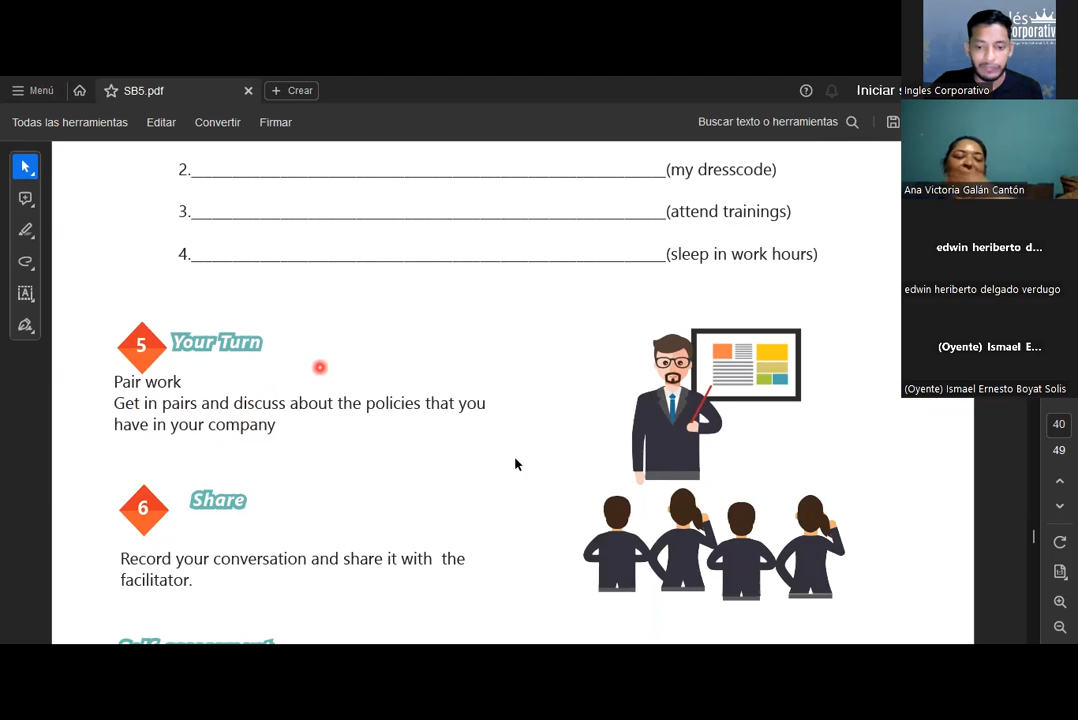 Menú
SB5.pdf
Crear
Iniciar s
Todas las herramientas
Editar
Convertir
Firmar
Buscar texto o herramientas
2. (my dresscode)
3. (attend trainings)
4. (sleep in work hours)
5 Your Turn
Pair work
Get in pairs and discuss about the policies that you
have in your company
6 Share
Record your conversation and share it with the
facilitator.
Self-assessment
Ingles Corporativo
Ana Victoria Galán Cantón
edwin heriberto d...
edwin heriberto delgado verdugo
(Oyente) Ismael E...
(Oyente) Ismael Ernesto Boyat Solis
40
49